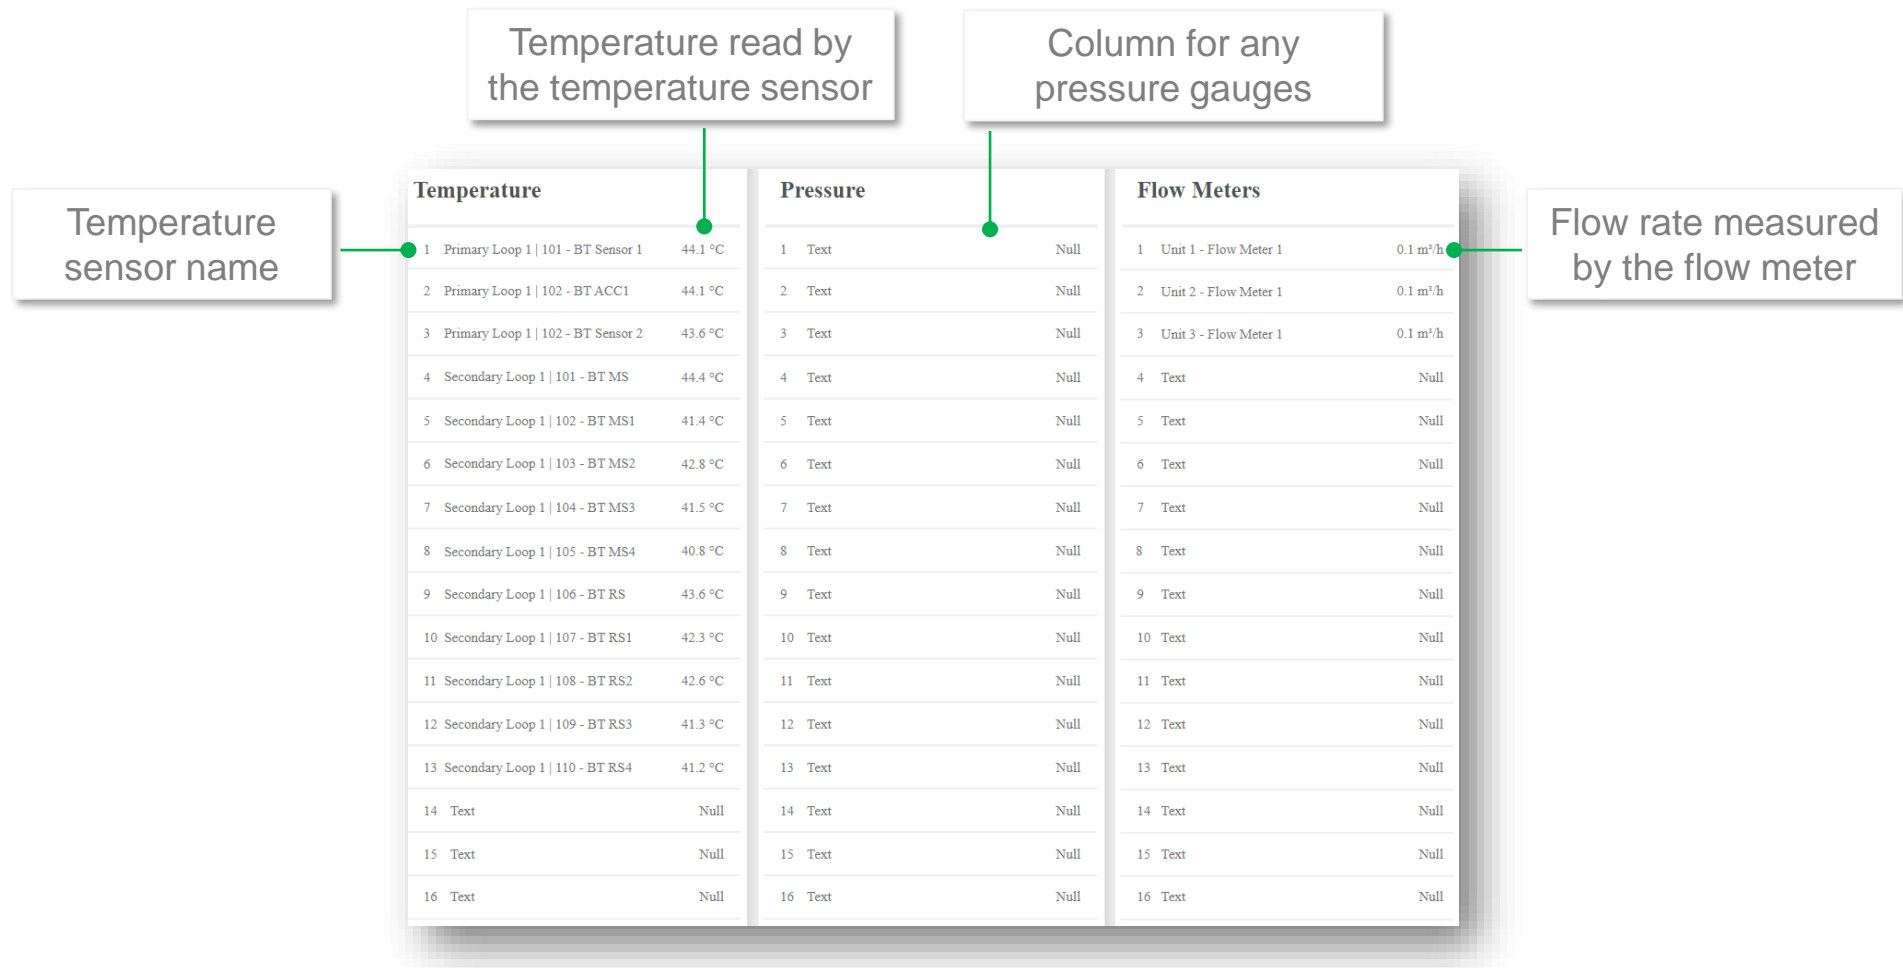 Temperature read by
the temperature sensor
Column for any
pressure gauges
Temperature
sensor name
Flow rate measured
by the flow meter
Temperature
1 Primary Loop 1 | 101 - BT Sensor 1 44.1 °C
2 Primary Loop 1 | 102 - BT ACC1 44.1 °C
3 Primary Loop 1 | 102 - BT Sensor 2 43.6 °C
4 Secondary Loop 1 | 101 - BT MS 44.4 °C
5 Secondary Loop 1 | 102 - BT MS1 41.4 °C
6 Secondary Loop 1 | 103 - BT MS2 42.8 °C
7 Secondary Loop 1 | 104 - BT MS3 41.5 °C
8 Secondary Loop 1 | 105 - BT MS4 40.8 °C
9 Secondary Loop 1 | 106 - BT RS 43.6 °C
10 Secondary Loop 1 | 107 - BT RS1 42.3 °C
11 Secondary Loop 1 | 108 - BT RS2 42.6 °C
12 Secondary Loop 1 | 109 - BT RS3 41.3 °C
13 Secondary Loop 1 | 110 - BT RS4 41.2 °C
14 Text Null
15 Text Null
16 Text Null
Pressure
1 Text Null
2 Text Null
3 Text Null
4 Text Null
5 Text Null
6 Text Null
7 Text Null
8 Text Null
9 Text Null
10 Text Null
11 Text Null
12 Text Null
13 Text Null
14 Text Null
15 Text Null
16 Text Null
Flow Meters
1 Unit 1 - Flow Meter 1 0.1 m³/h
2 Unit 2 - Flow Meter 1 0.1 m³/h
3 Unit 3 - Flow Meter 1 0.1 m³/h
4 Text Null
5 Text Null
6 Text Null
7 Text Null
8 Text Null
9 Text Null
10 Text Null
11 Text Null
12 Text Null
13 Text Null
14 Text Null
15 Text Null
16 Text Null